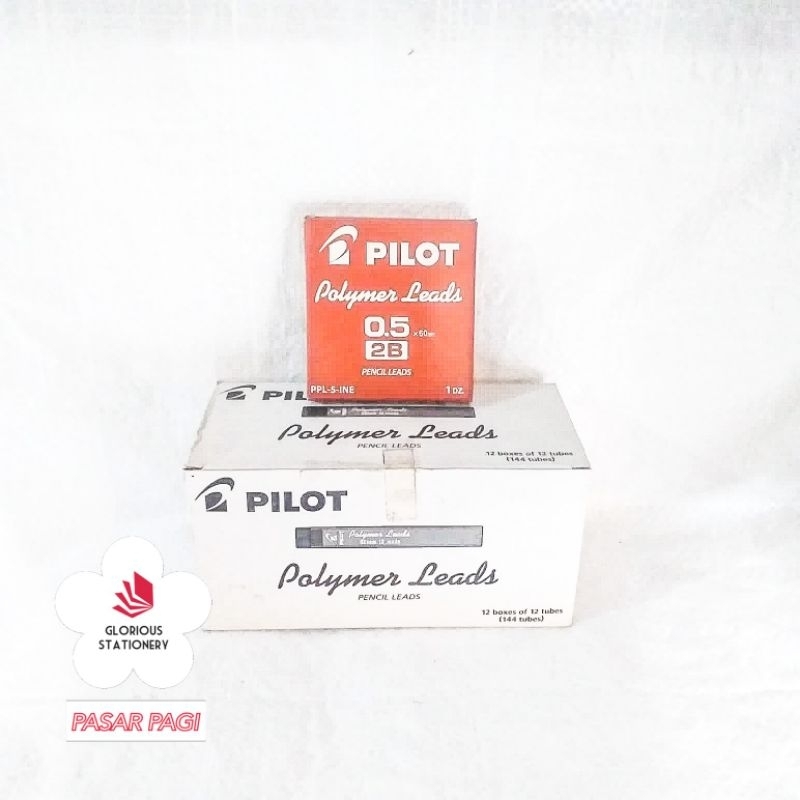 PILOT
Polymer Leads
0.5 × 60mm
2B
PENCIL LEADS
PPL-5-INE 1 DZ.
PILOT
Polymer Leads
Polymer Leads
PENCIL LEADS
12 boxes of 12 tubes
(144 tubes)
PILOT
Polymer Leads
Polymer Leads
PENCIL LEADS
12 boxes of 12 tubes
(144 tubes)
GLORIOUS
STATIONERY
PASAR PAGI